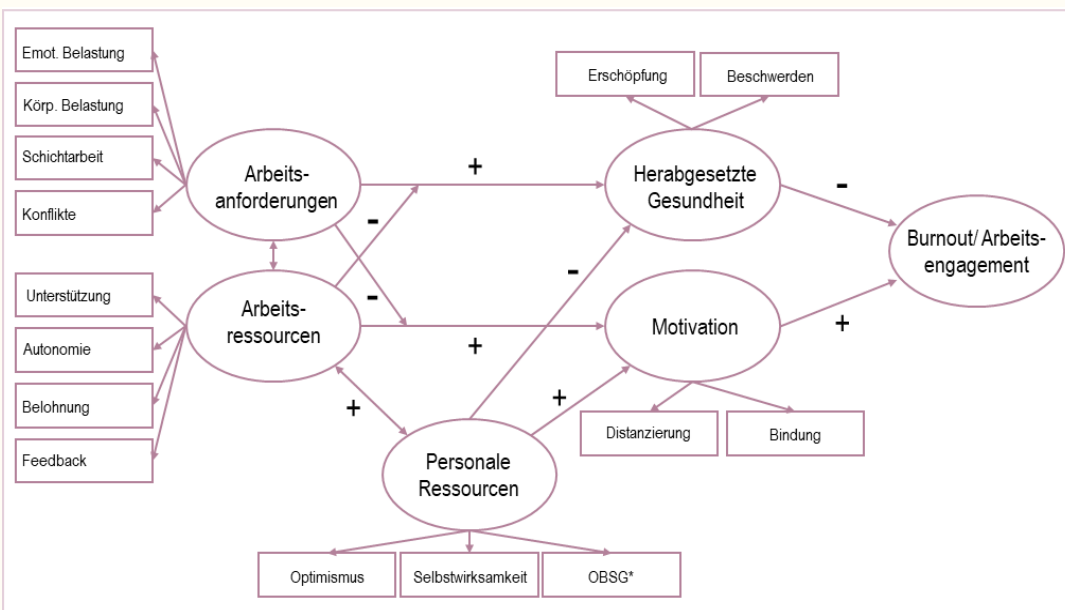 Emot. Belastung
Körp. Belastung
Schichtarbeit
Konflikte
Unterstützung
Autonomie
Belohnung
Feedback
Arbeits-
anforderungen
Arbeits-
ressourcen
+
-
-
+
+
Personale
Ressourcen
Optimismus
Selbstwirksamkeit
OBSG*
Erschöpfung
Beschwerden
Herabgesetzte
Gesundheit
-
+
Motivation
Distanzierung
Bindung
-
+
Burnout/ Arbeits-
engagement